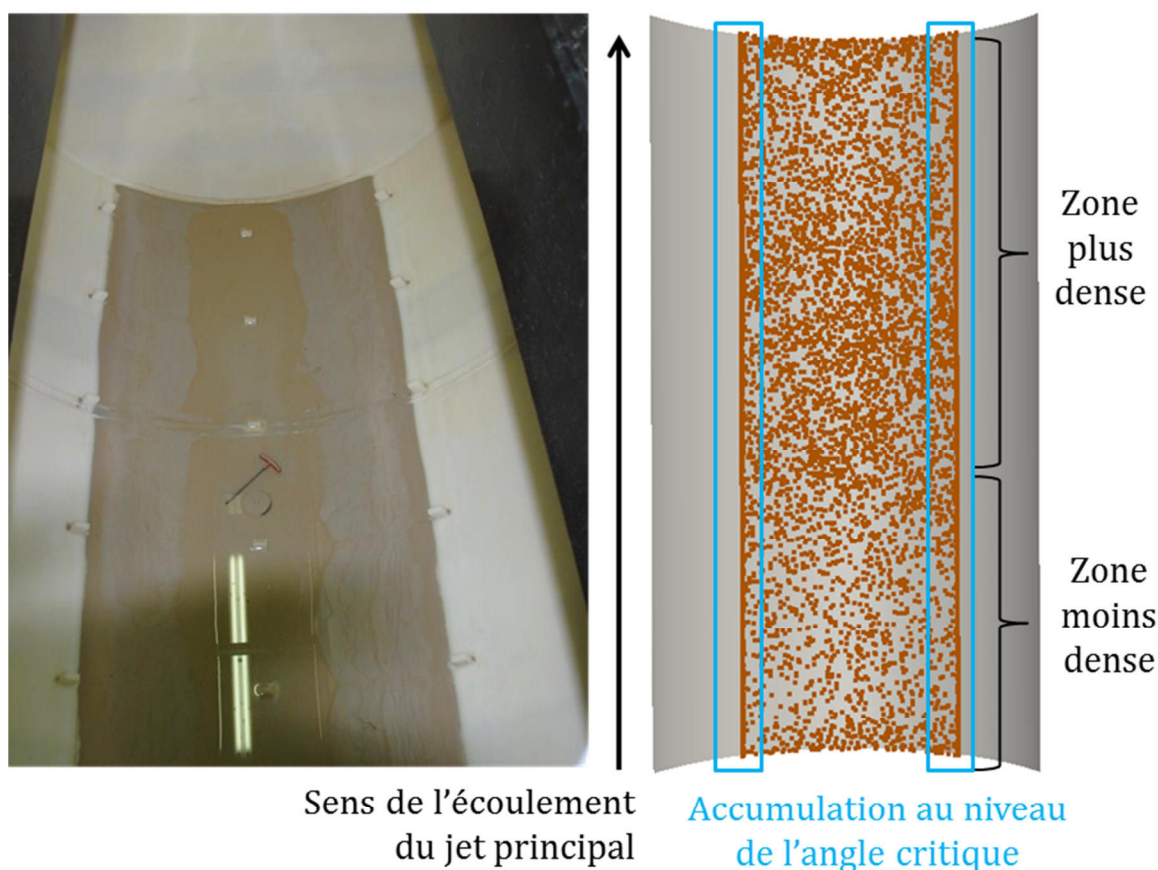 Zone
plus
dense
Zone
moins
dense
Sens de l’écoulement
du jet principal
Accumulation au niveau
de l’angle critique